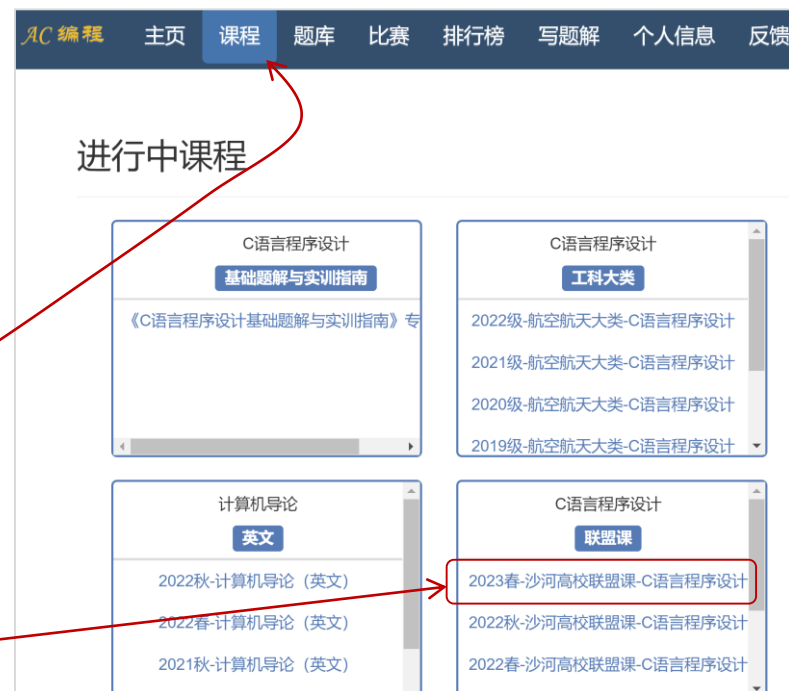 AC 编程 主页 课程 题库 比赛 排行榜 写题解 个人信息 反馈
进行中课程
C语言程序设计
基础题解与实训指南
《C语言程序设计基础题解与实训指南》专
C语言程序设计
工科大类
2022级-航空航天大类-C语言程序设计
2021级-航空航天大类-C语言程序设计
2020级-航空航天大类-C语言程序设计
2019级-航空航天大类-C语言程序设计
计算机导论
英文
2022秋-计算机导论（英文）
2022春-计算机导论（英文）
2021秋-计算机导论（英文）
C语言程序设计
联盟课
2023春-沙河高校联盟课-C语言程序设计
2022秋-沙河高校联盟课-C语言程序设计
2022春-沙河高校联盟课-C语言程序设计